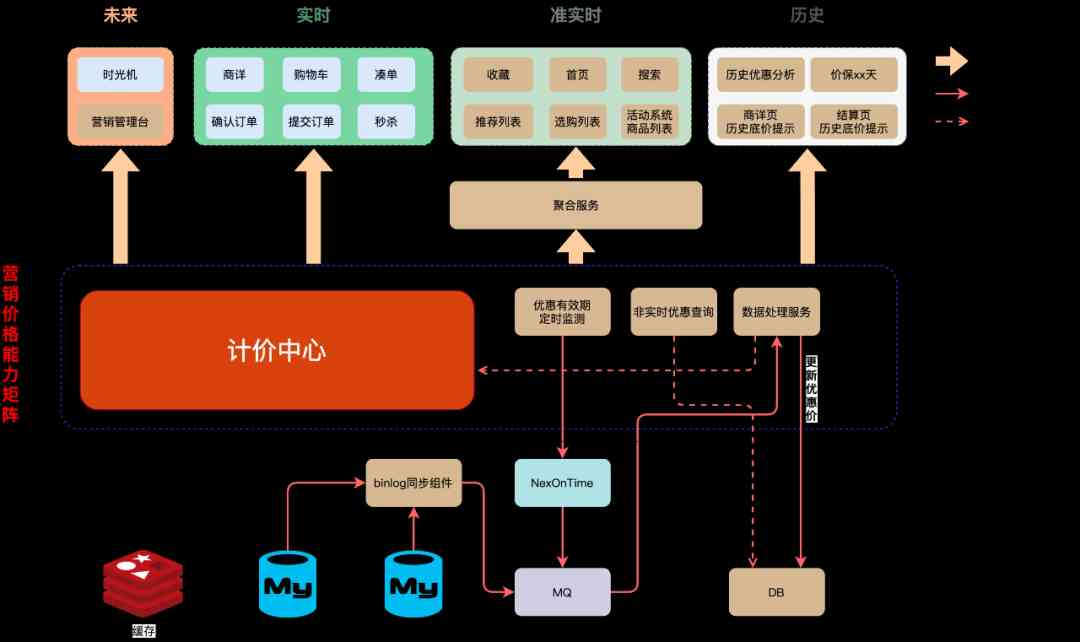 未来
实时
准实时
历史
时光机
营销管理台
商详
购物车
凑单
确认订单
提交订单
秒杀
收藏
首页
搜索
推荐列表
选购列表
活动系统
商品列表
历史优惠分析
价保xx天
商详页
历史底价提示
结算页
历史底价提示
聚合服务
营销价格能力矩阵
计价中心
优惠有效期
定时监测
非实时优惠查询
数据处理服务
更新优惠价
binlog同步组件
NexOnTime
My
My
MQ
DB
缓存